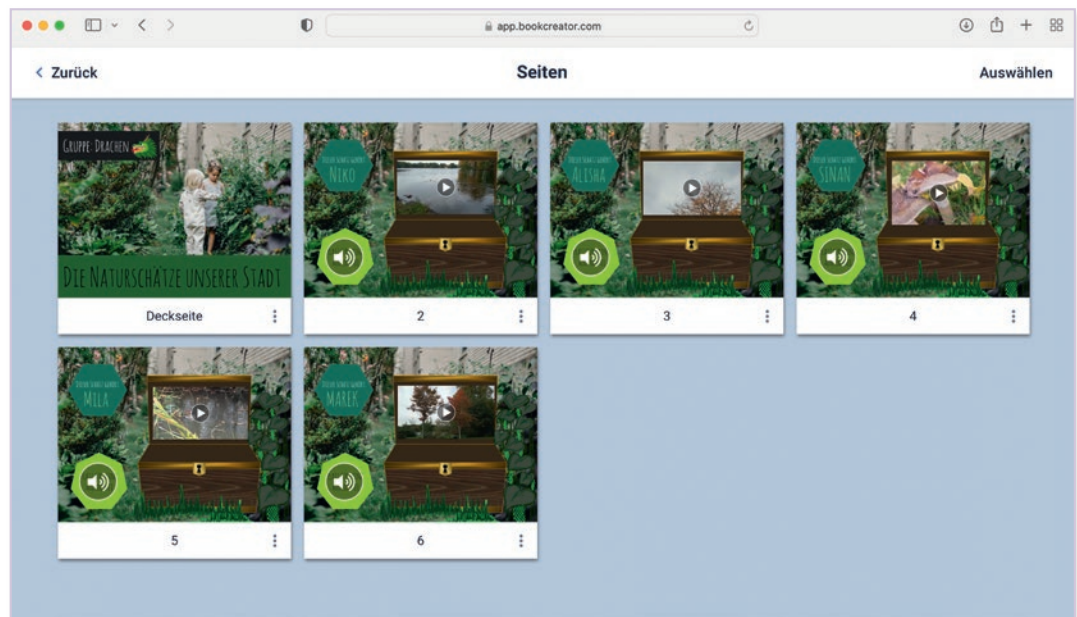 app.bookcreator.com
Zurück
Seiten
Auswählen
GRUPPE: DRACHEN
DIE NATURSCHÄTZE UNSERER STADT
Deckseite
NIKO
2
ALISHA
3
SINAN
4
MILA
5
MAREK
6